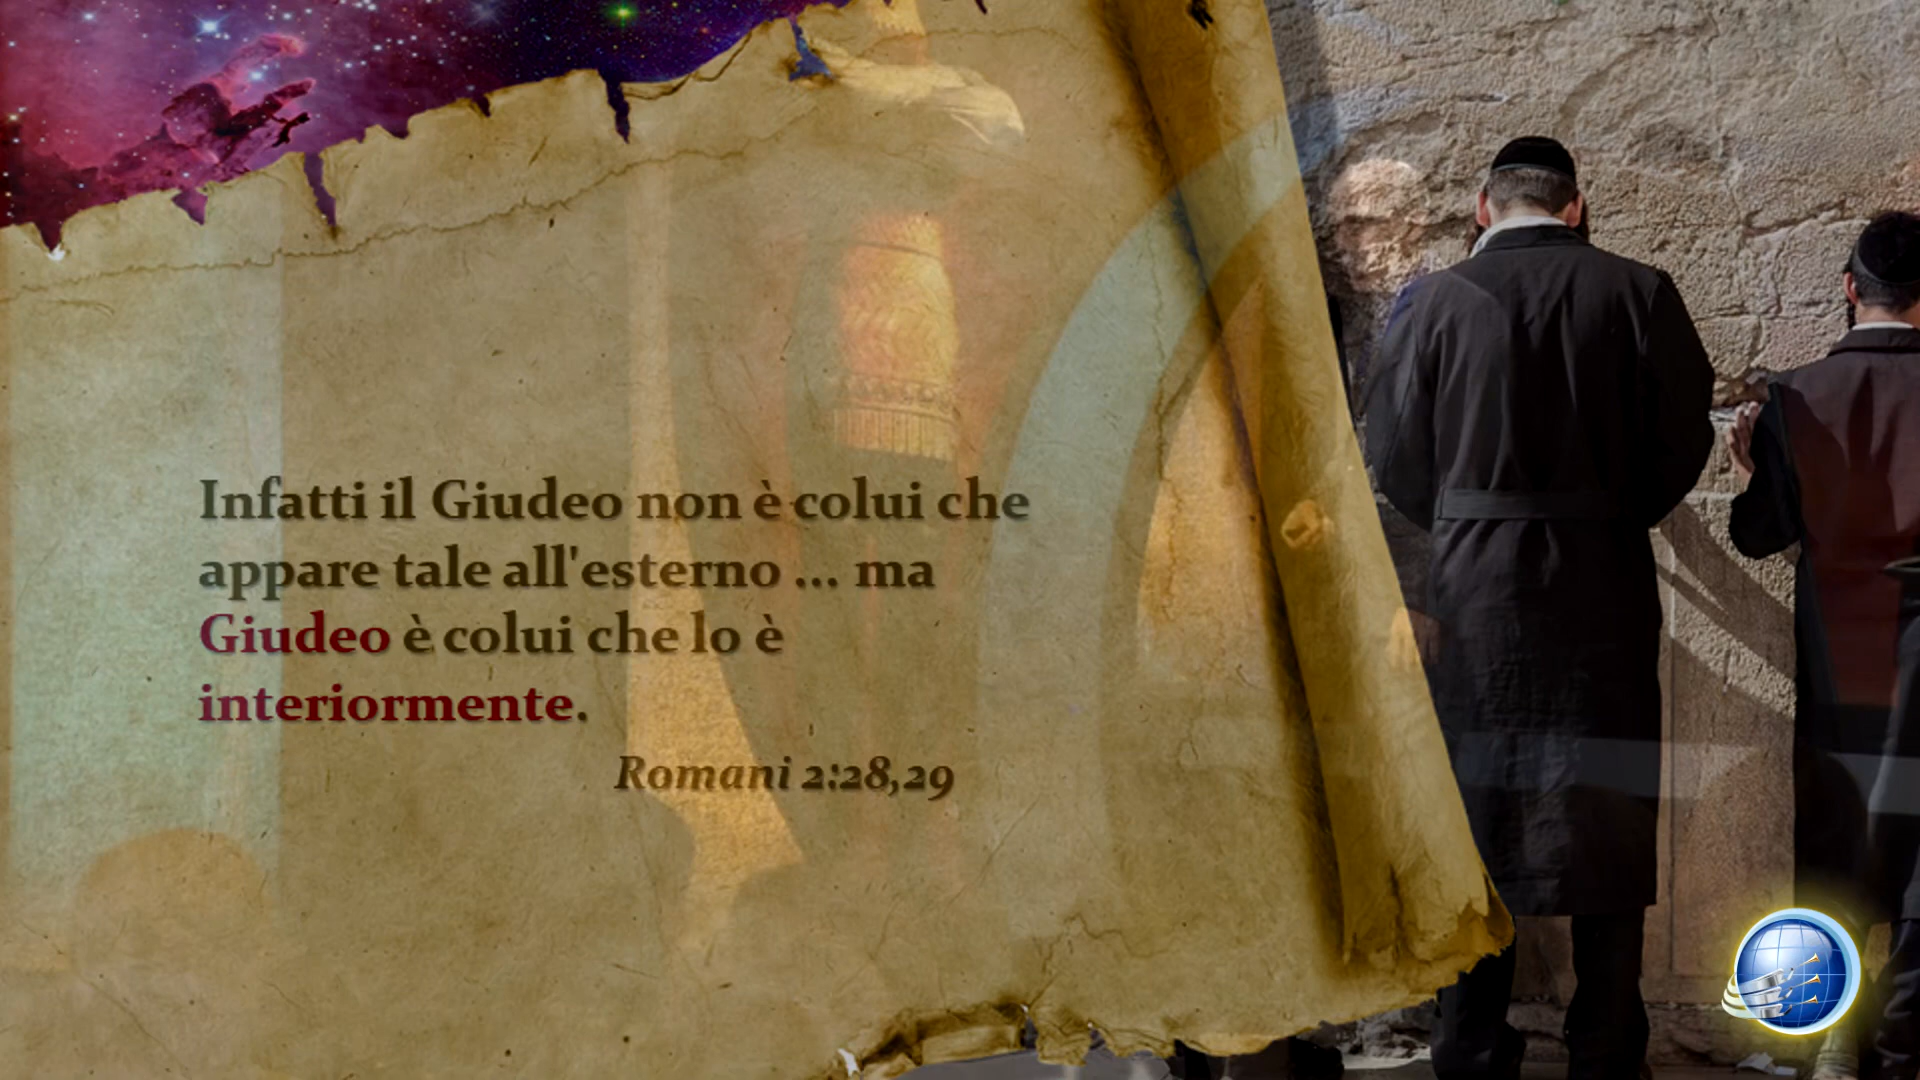 Infatti il Giudeo non è colui che
appare tale all'esterno ... ma
Giudeo è colui che lo è
interiormente.
Romani 2:28,29